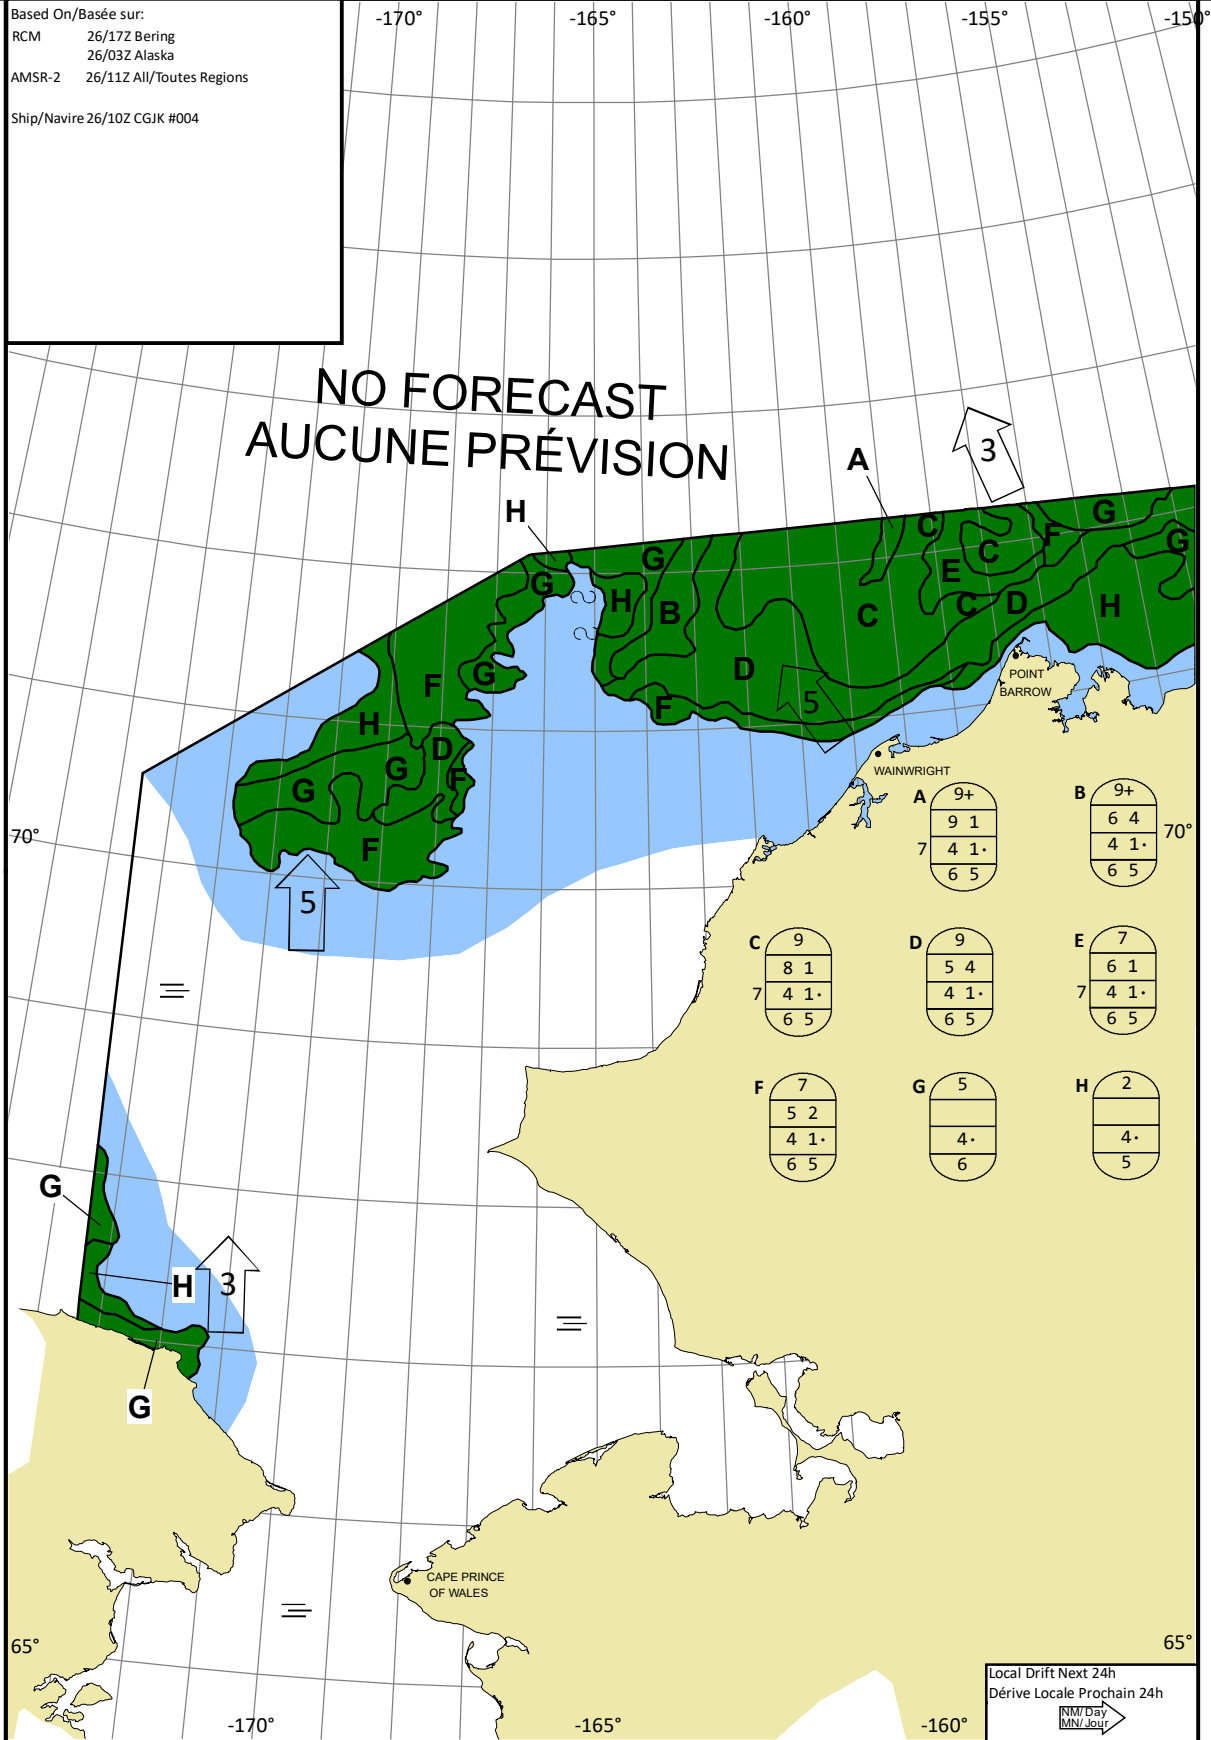 Based On/Basée sur:
RCM 26/17Z Bering
26/03Z Alaska
AMSR-2 26/11Z All/Toutes Regions
Ship/Navire 26/10Z CGJK #004
-170° -165° -160° -155° -150°
NO FORECAST
AUCUNE PRÉVISION
3
A
H
C
G
F
C
G
G
G
E
H
B
C
C
D
H
G
F
D
5
F
H
D
G
F
G
F
5
POINT
BARROW
WAINWRIGHT
70°
70°
A
9+
9 1
7 4 1·
6 5
B
9+
6 4
4 1·
6 5
C
9
8 1
7 4 1·
6 5
D
9
5 4
4 1·
6 5
E
7
6 1
7 4 1·
6 5
F
7
5 2
4 1·
6 5
G
5
4·
6
H
2
4·
5
G
H
3
G
CAPE PRINCE
OF WALES
65°
65°
-170° -165° -160°
Local Drift Next 24h
Dérive Locale Prochain 24h
NM/Day
MN/Jour